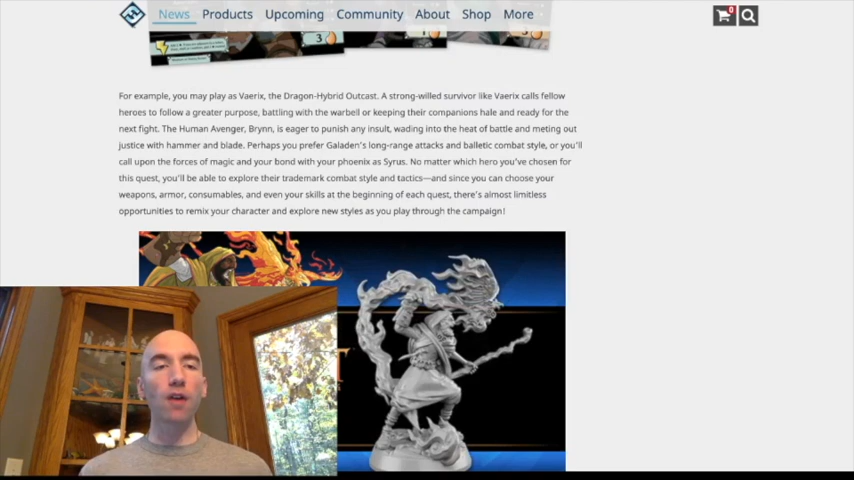 News Products Upcoming Community About Shop More
0
3
For example, you may play as Vaerix, the Dragon-Hybrid Outcast. A strong-willed survivor like Vaerix calls fellow
heroes to follow a greater purpose, battling with the warbell or keeping their companions hale and ready for the
next fight. The Human Avenger, Brynn, is eager to punish any insult, wading into the heat of battle and meting out
justice with hammer and blade. Perhaps you prefer Galaden's long-range attacks and balletic combat style, or you'll
call upon the forces of magic and your bond with your phoenix as Syrus. No matter which hero you've chosen for
this quest, you'll be able to explore their trademark combat style and tactics—and since you can choose your
weapons, armor, consumables, and even your skills at the beginning of each quest, there's almost limitless
opportunities to remix your character and explore new styles as you play through the campaign!